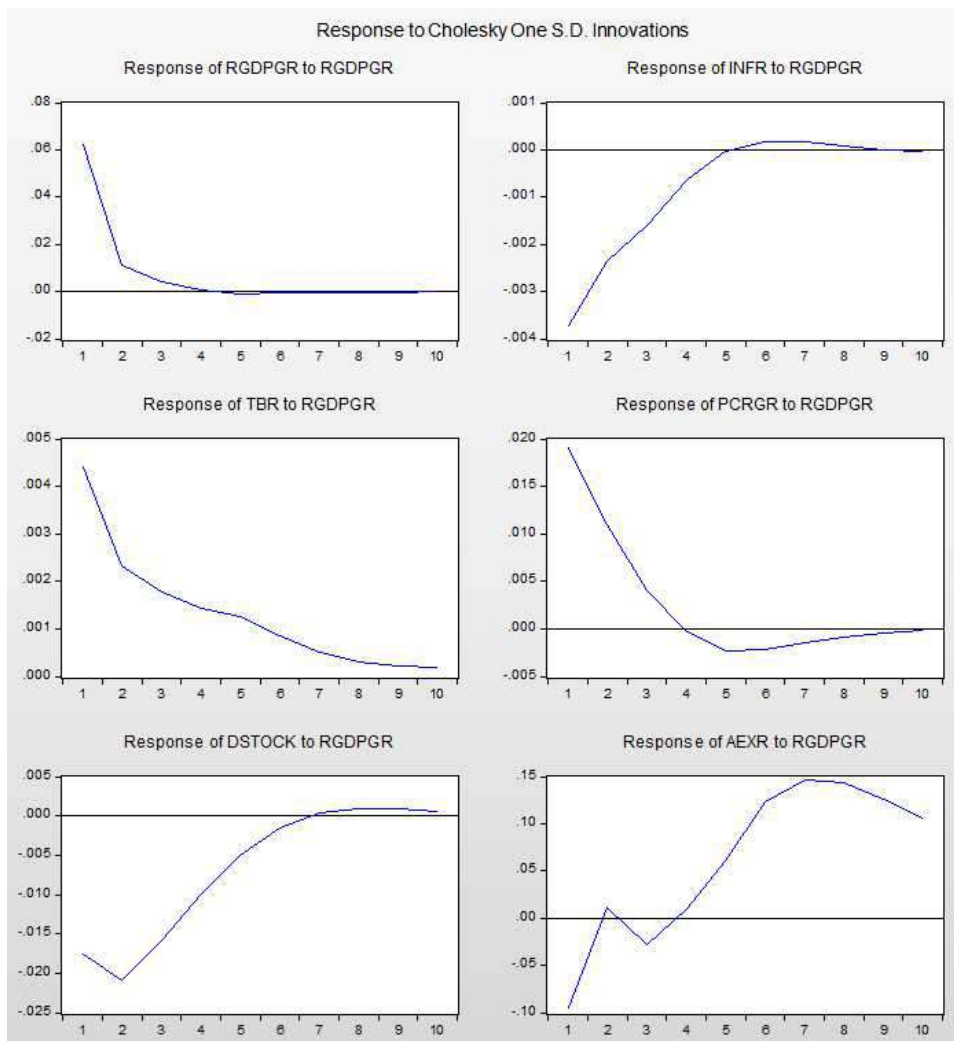 Response to Cholesky One S.D. Innovations
Response of RGDPGR to RGDPGR
.08
.06
.04
.02
.00
-.02
1 2 3 4 5 6 7 8 9 10
Response of INFR to RGDPGR
.001
.000
-.001
-.002
-.003
-.004
1 2 3 4 5 6 7 8 9 10
Response of TBR to RGDPGR
.005
.004
.003
.002
.001
.000
1 2 3 4 5 6 7 8 9 10
Response of PCRGR to RGDPGR
.020
.015
.010
.005
.000
-.005
1 2 3 4 5 6 7 8 9 10
Response of DSTOCK to RGDPGR
.005
.000
-.005
-.010
-.015
-.020
-.025
1 2 3 4 5 6 7 8 9 10
Response of AEXR to RGDPGR
.15
.10
.05
.00
-.05
-.10
1 2 3 4 5 6 7 8 9 10